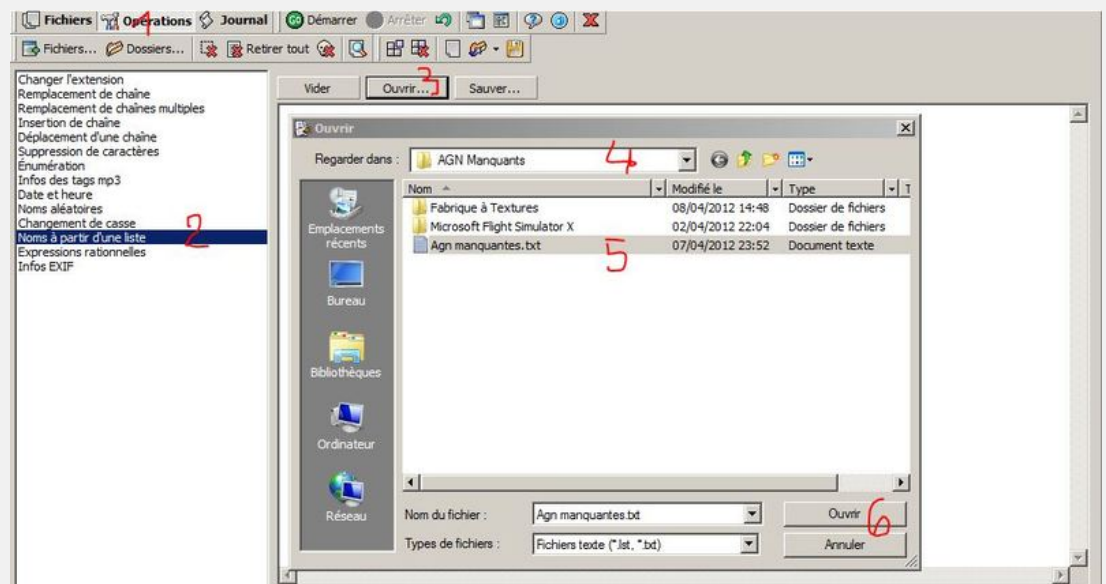 Fichiers Opérations Journal Démarrer Arrêter
1
Fichiers... Dossiers... Retirer tout
Changer l'extension
Remplacement de chaîne
Remplacement de chaînes multiples
Insertion de chaîne
Déplacement d'une chaîne
Suppression de caractères
Énumération
Infos des tags mp3
Date et heure
Noms aléatoires
Changement de casse
Noms à partir d'une liste 2
Expressions rationnelles
Infos EXIF
Vider Ouvrir... 3 Sauver...
Ouvrir
Regarder dans : AGN Manquants 4
Nom Modifié le Type T
Fabrique à Textures 08/04/2012 14:48 Dossier de fichiers
Microsoft Flight Simulator X 02/04/2012 22:04 Dossier de fichiers
Agn manquantes.txt 5 07/04/2012 23:52 Document texte
Emplacements
récents
Bureau
Bibliothèques
Ordinateur
Réseau
Nom du fichier : Agn manquantes.txt Ouvrir 6
Types de fichiers : Fichiers texte (*.lst, *.txt) Annuler